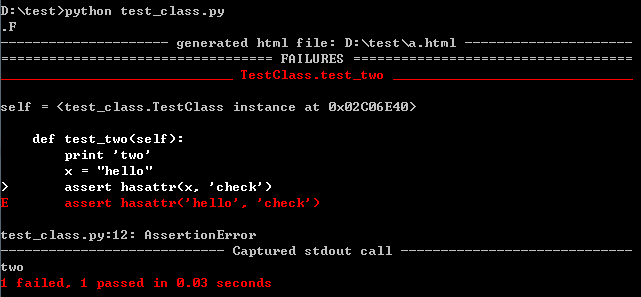 D:\test>python test_class.py
.F
--------------------- generated html file: D:\test\a.html ---------------------
================================== FAILURES ===================================
_____________________________ TestClass.test_two ______________________________
self = <test_class.TestClass instance at 0x02C06E40>
    def test_two(self):
        print 'two'
        x = "hello"
>       assert hasattr(x, 'check')
E       assert hasattr('hello', 'check')
test_class.py:12: AssertionError
---------------------------- Captured stdout call -----------------------------
two
1 failed, 1 passed in 0.03 seconds